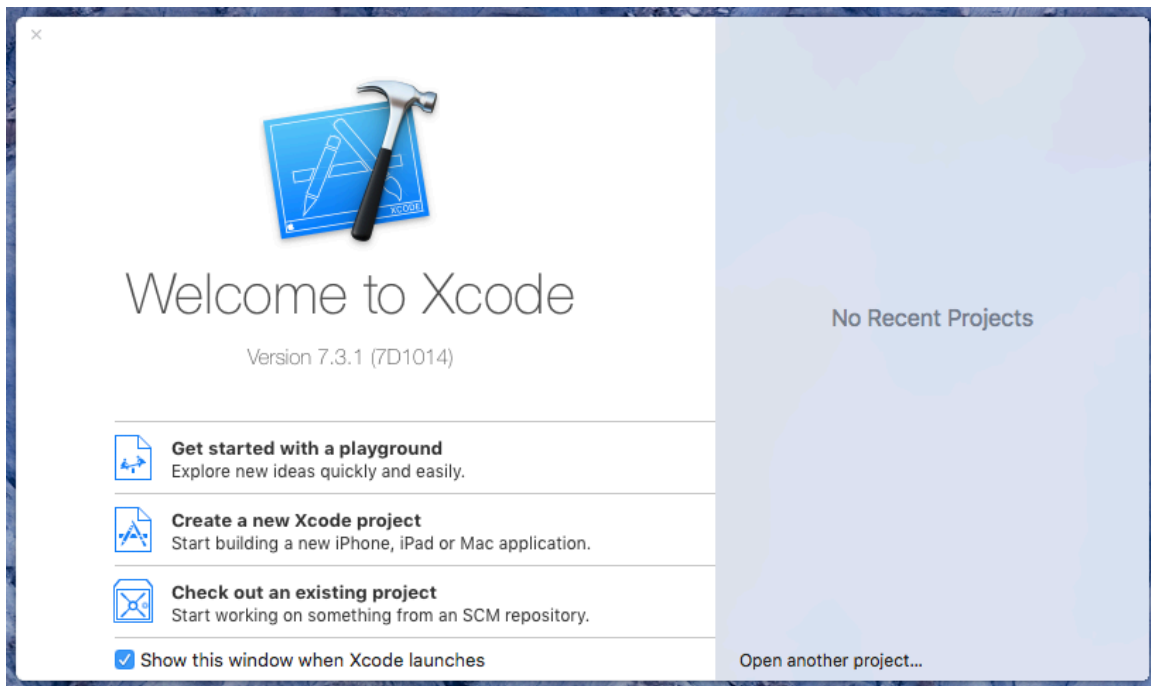 XCODE
Welcome to Xcode
Version 7.3.1 (7D1014)
Get started with a playground
Explore new ideas quickly and easily.
Create a new Xcode project
Start building a new iPhone, iPad or Mac application.
Check out an existing project
Start working on something from an SCM repository.
Show this window when Xcode launches
No Recent Projects
Open another project...